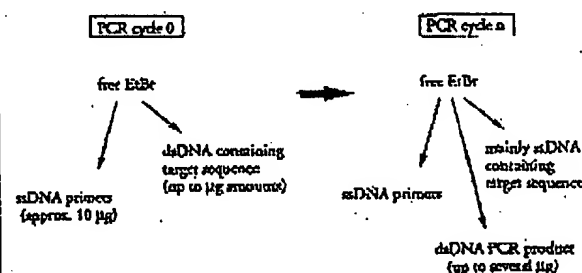 PCR cycle 0
free EtBr
dsDNA containing
target sequence
(up to µg amounts)
ssDNA primers
(approx. 10 µg)
PCR cycle n
free EtBr
mainly ssDNA
containing
target sequence
ssDNA primers
dsDNA PCR product
(up to several µg)